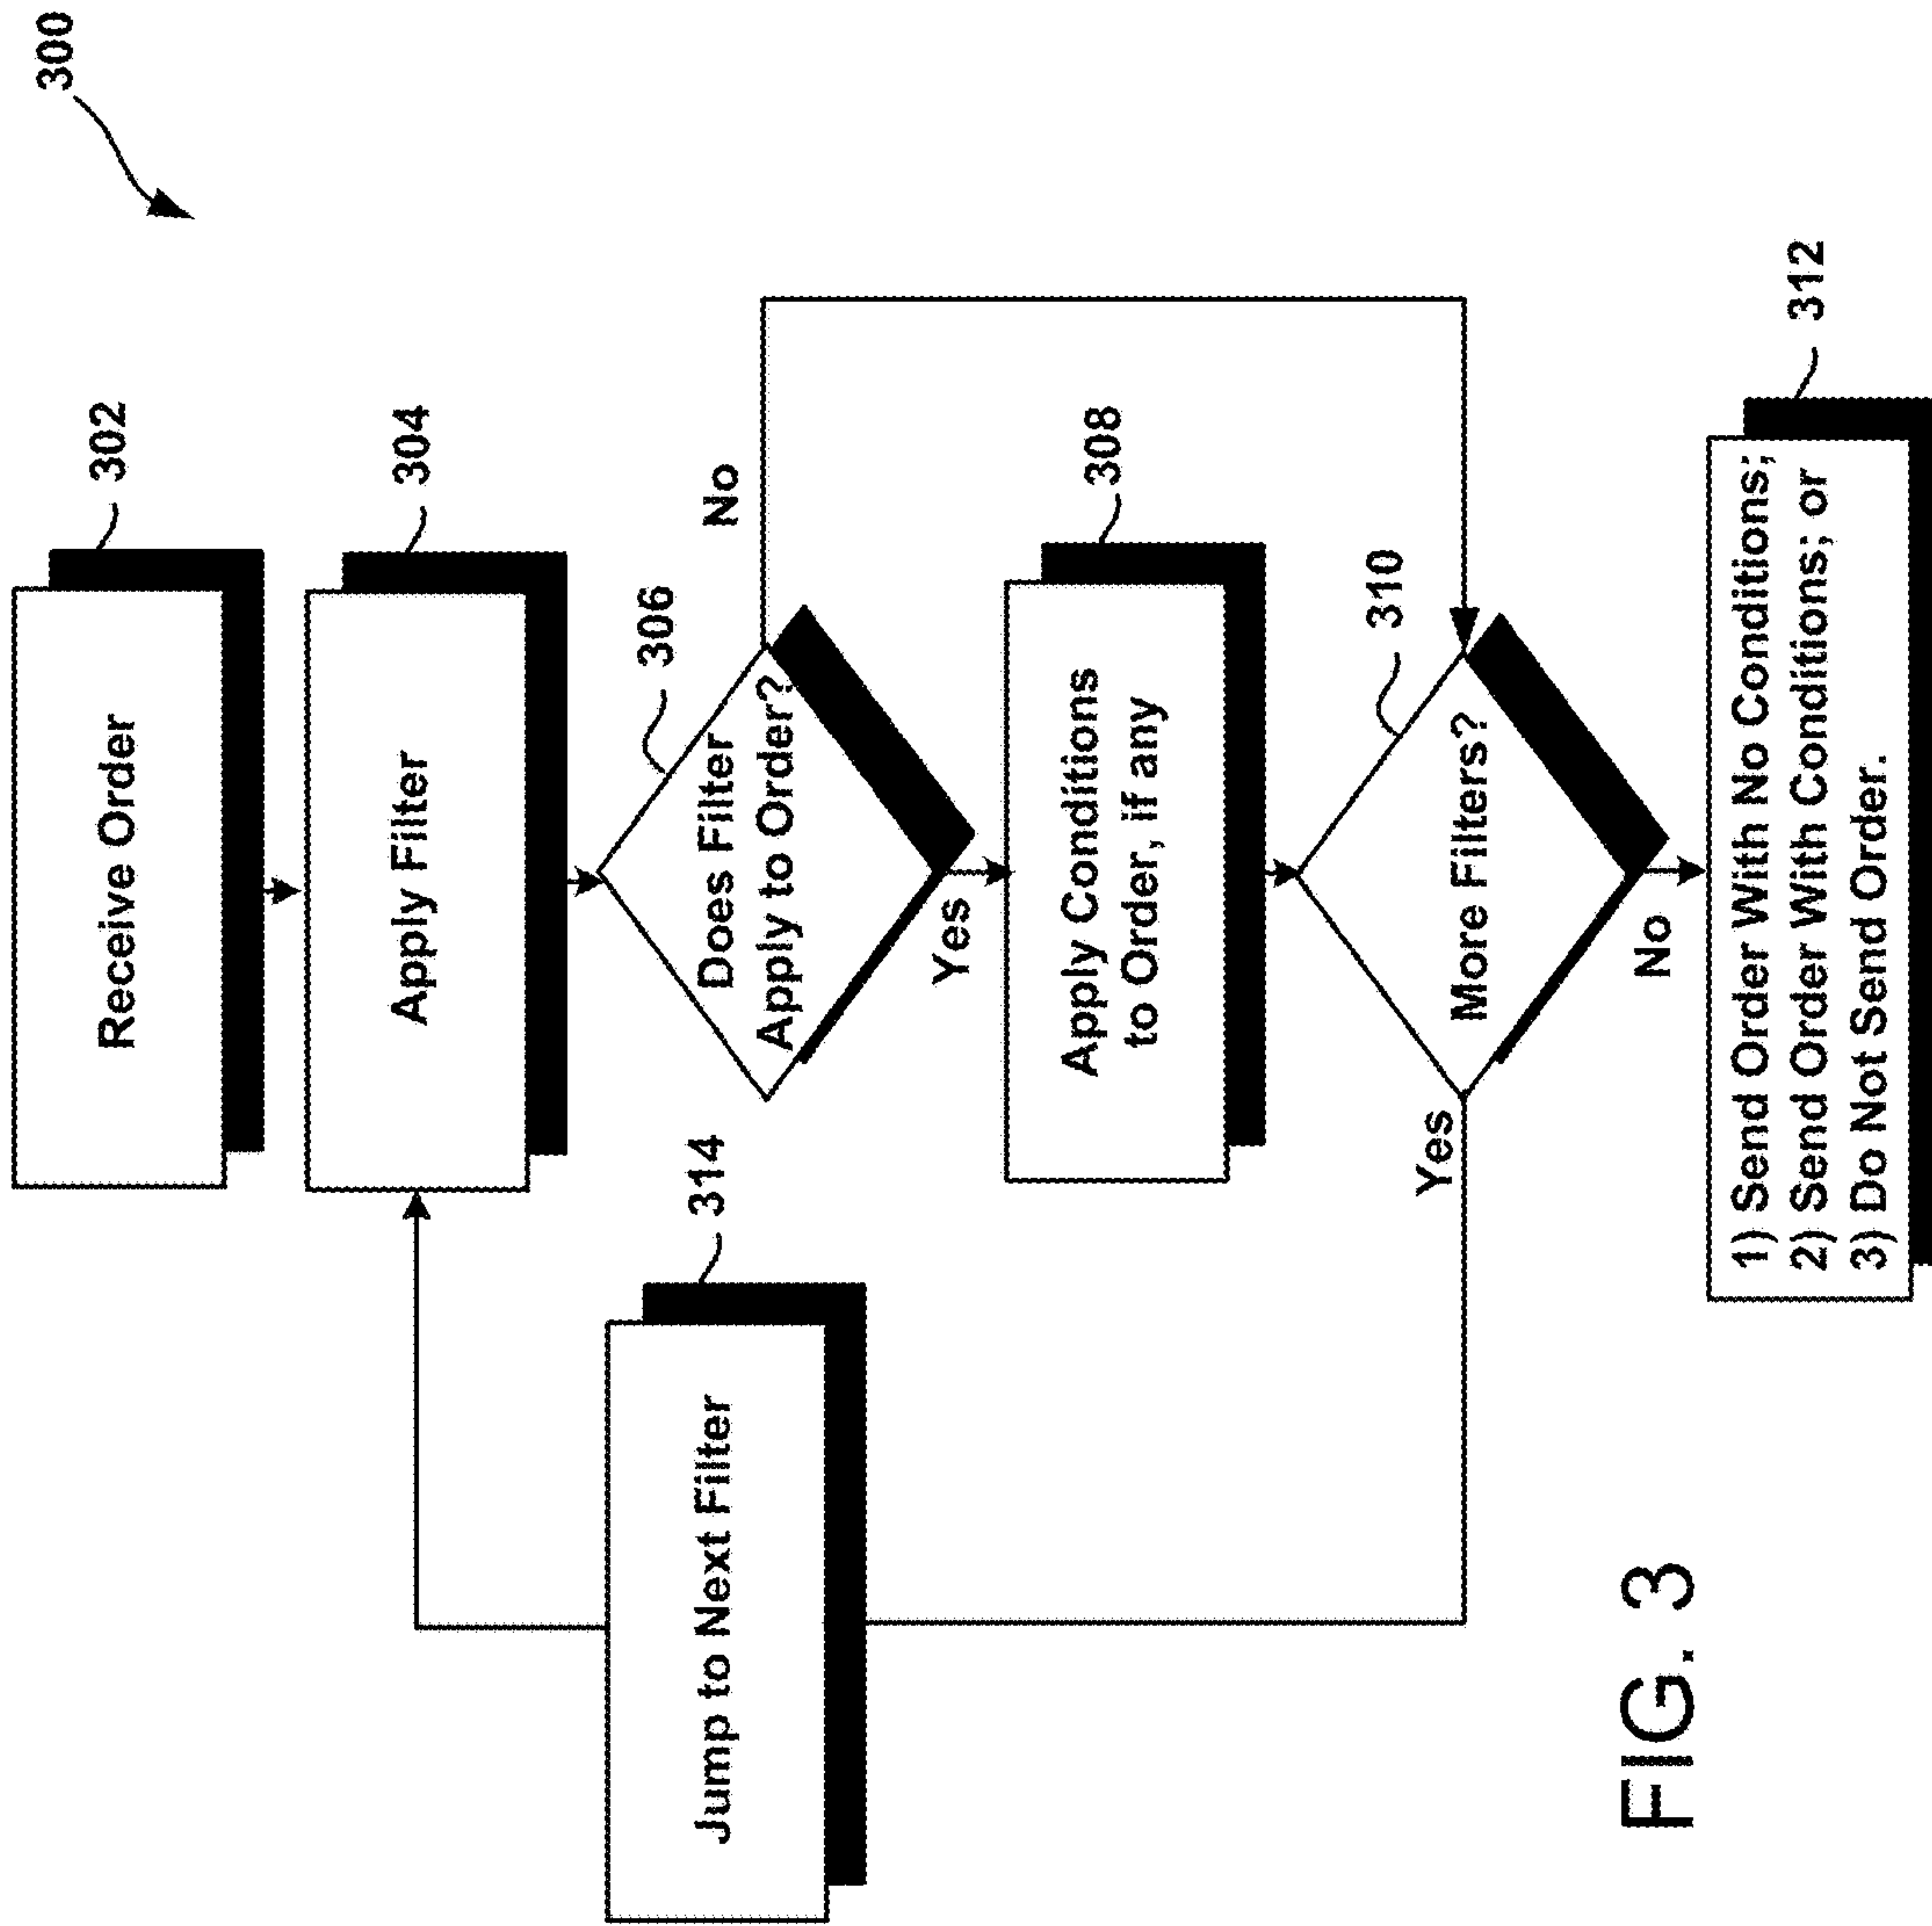 300
302
Receive Order
304
Apply Filter
306
Does Filter
Apply to Order?
No
Yes
308
Apply Conditions
to Order, if any
310
More Filters?
Yes
No
314
Jump to Next Filter
312
1) Send Order With No Conditions;
2) Send Order With Conditions; or
3) Do Not Send Order.
FIG. 3